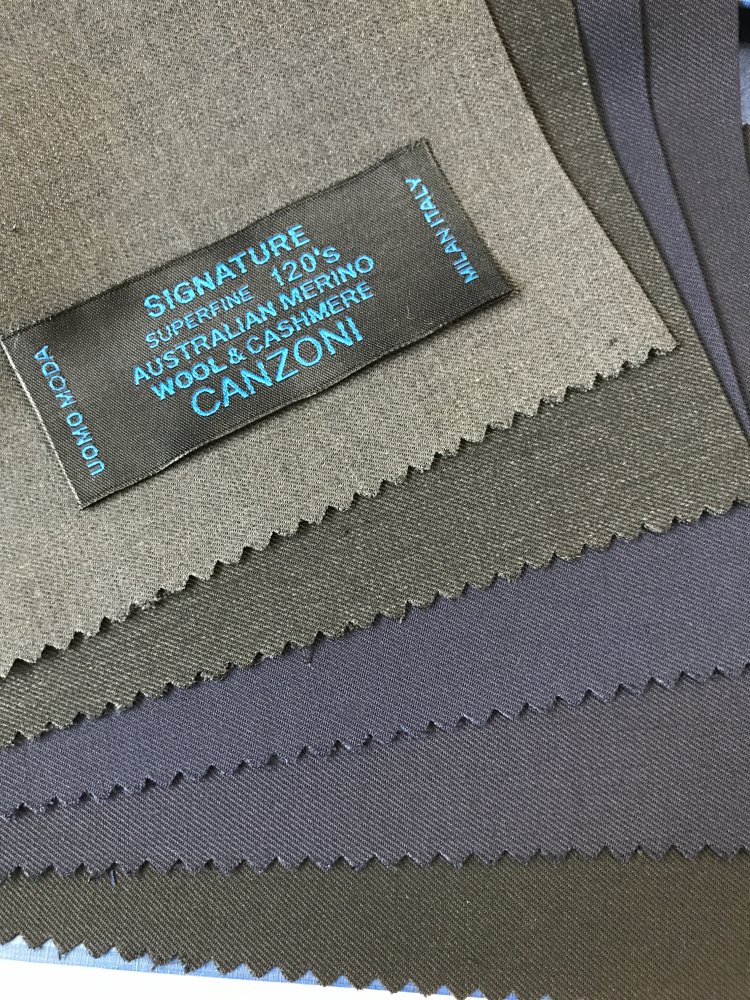 SIGNATURE
SUPERFINE 120'S
AUSTRALIAN MERINO
WOOL & CASHMERE
CANZONI
UOMO MODA
MILAN ITALY